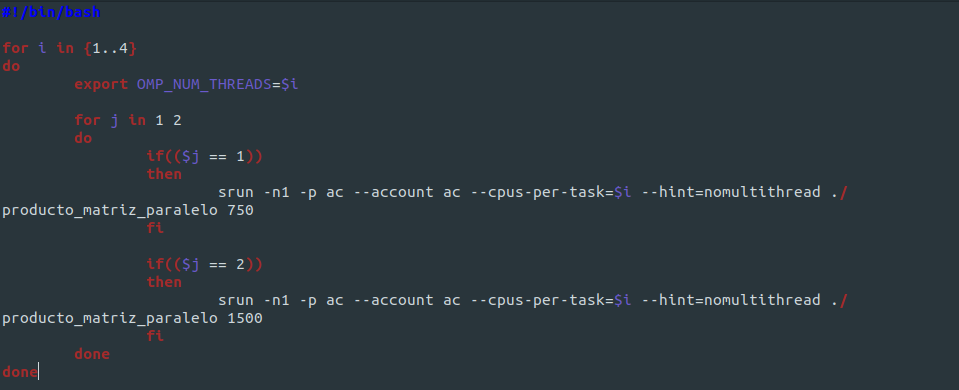 #!/bin/bash

for i in {1..4}
do
        export OMP_NUM_THREADS=$i

        for j in 1 2
        do
                if(($j == 1))
                then
                        srun -n1 -p ac --account ac --cpus-per-task=$i --hint=nomultithread ./
producto_matriz_paralelo 750
                fi

                if(($j == 2))
                then
                        srun -n1 -p ac --account ac --cpus-per-task=$i --hint=nomultithread ./
producto_matriz_paralelo 1500
                fi
        done
done